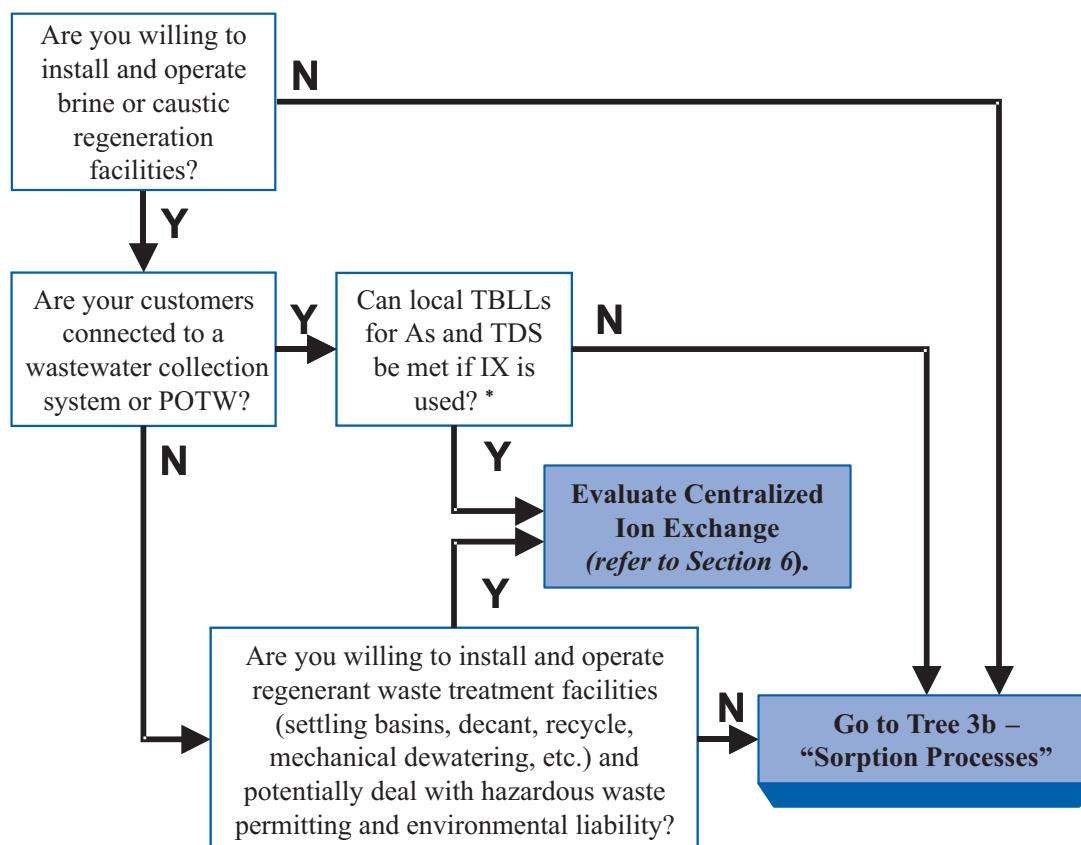 Are you willing to
install and operate
brine or caustic
regeneration
facilities?
N
Y
Are your customers
connected to a
wastewater collection
system or POTW?
Y
Can local TBLLs
for As and TDS
be met if IX is
used? *
N
N
Y
Evaluate Centralized
Ion Exchange
(refer to Section 6).
Y
Are you willing to install and operate
regenerant waste treatment facilities
(settling basins, decant, recycle,
mechanical dewatering, etc.) and
potentially deal with hazardous waste
permitting and environmental liability?
N
Go to Tree 3b –
“Sorption Processes”